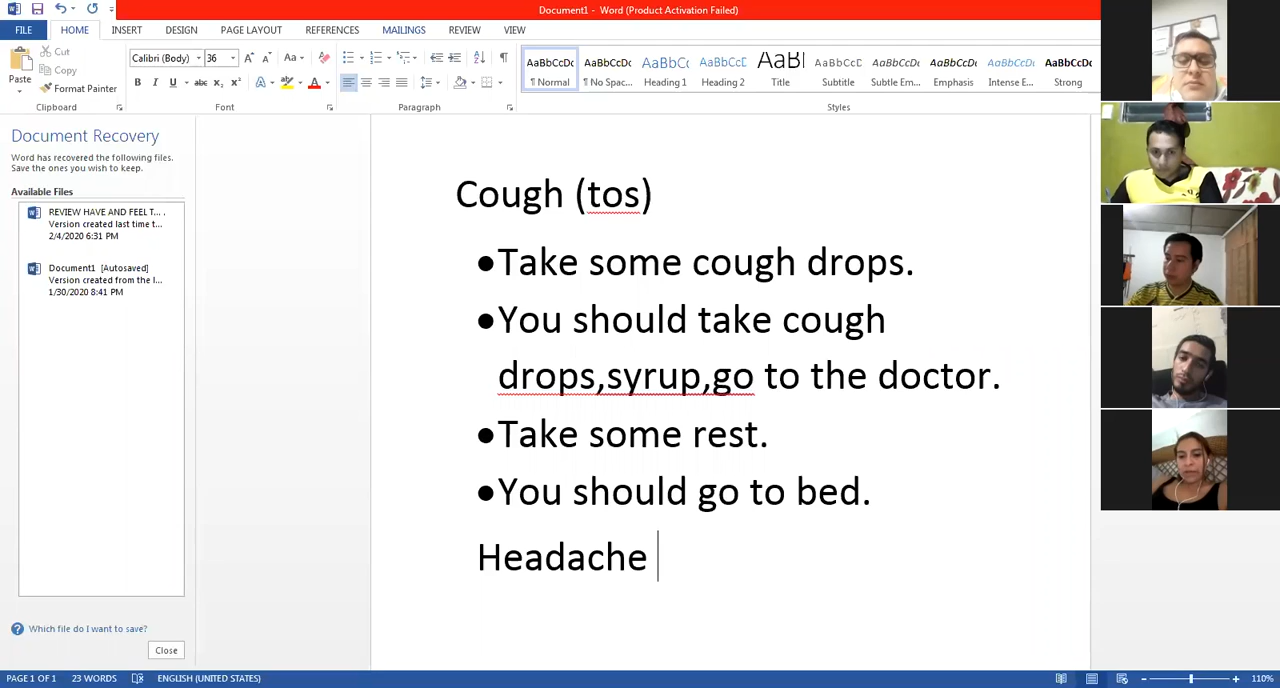 Document1 - Word (Product Activation Failed)
FILE HOME INSERT DESIGN PAGE LAYOUT REFERENCES MAILINGS REVIEW VIEW
Paste
Cut
Copy
Format Painter
Clipboard
Calibri (Body) 36
Font
Paragraph
AaBbCcDc AaBbCcDc AaBbCc AaBbCcD AaBl AaBbCcD AaBbCcDc AaBbCcDc AaBbCcDc AaBbCcDc
¶ Normal ¶ No Spac... Heading 1 Heading 2 Title Subtitle Subtle Em... Emphasis Intense E... Strong
Styles
Document Recovery
Word has recovered the following files.
Save the ones you wish to keep.
Available Files
REVIEW HAVE AND FEEL T... .
Version created last time t...
2/4/2020 6:31 PM
Document1 [Autosaved]
Version created from the l...
1/30/2020 8:41 PM
Which file do I want to save?
Close
Cough (tos)
•Take some cough drops.
•You should take cough
drops,syrup,go to the doctor.
•Take some rest.
•You should go to bed.
Headache
PAGE 1 OF 1 23 WORDS ENGLISH (UNITED STATES) 110%